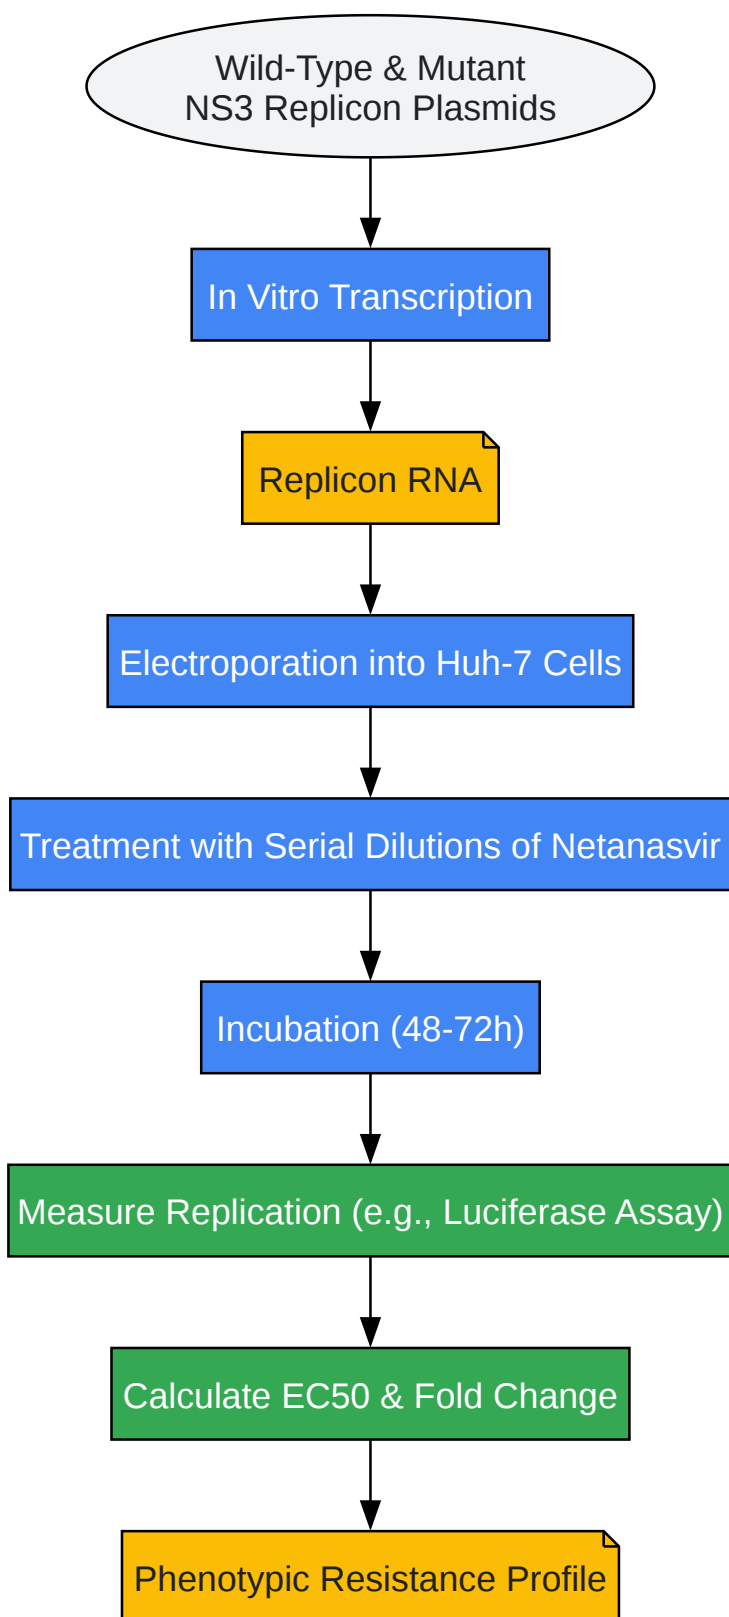 Wild-Type & Mutant
NS3 Replicon Plasmids
In Vitro Transcription
Replicon RNA
Electroporation into Huh-7 Cells
Treatment with Serial Dilutions of Netanasvir
Incubation (48-72h)
Measure Replication (e.g., Luciferase Assay)
Calculate EC50 & Fold Change
Phenotypic Resistance Profile